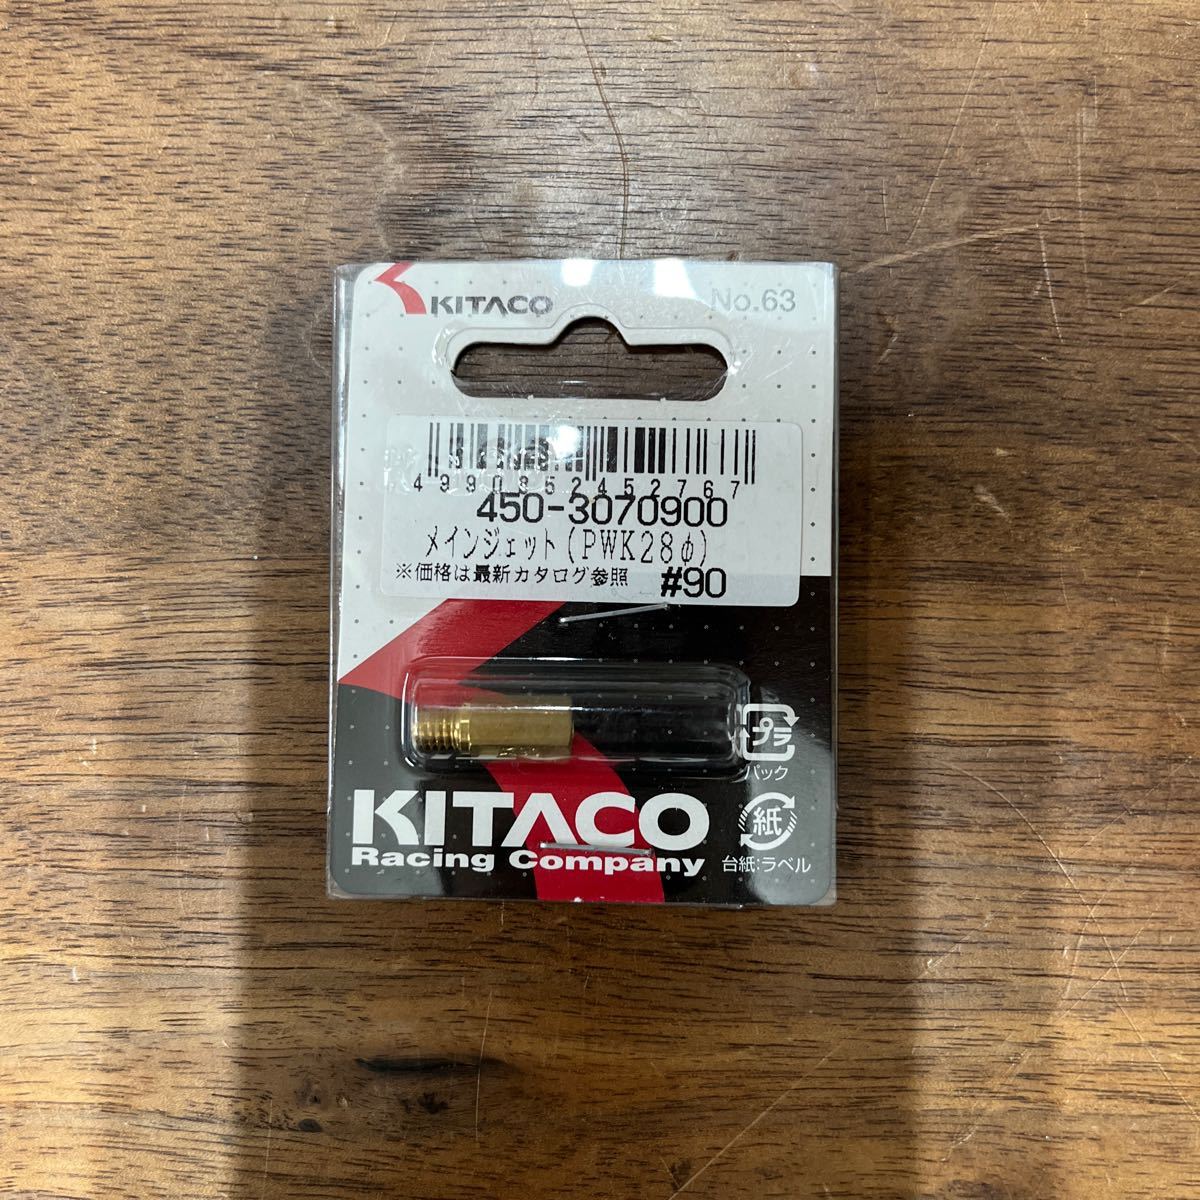 KITACO
No.63
4990852452767
450-3070900
メインジェット(PWK28φ)
※価格は最新カタログ参照 #90
プラ
パック
KITACO
Racing Company
紙
台紙:ラベル